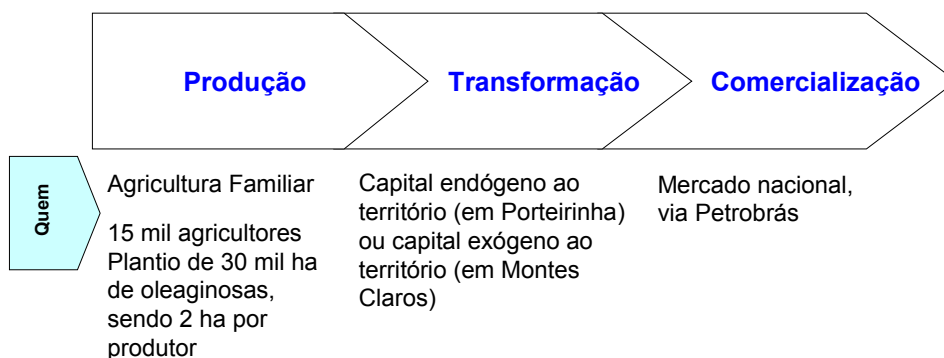 Produção
Transformação
Comercialização
Quem
Agricultura Familiar
15 mil agricultores
Plantio de 30 mil ha
de oleaginosas,
sendo 2 ha por
produtor
Capital endógeno ao
território (em Porteirinha)
ou capital exógeno ao
território (em Montes
Claros)
Mercado nacional,
via Petrobrás